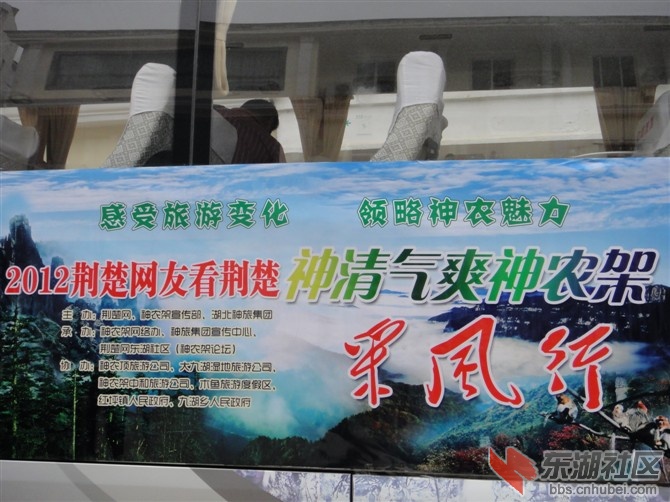 感受旅游变化 领略神农魅力
2012荆楚网友看荆楚 神清气爽神农架
采风行
主 办：荆楚网、神农架宣传部、湖北神旅集团
承 办：神农架网络办、神旅集团宣传中心、
荆楚网东湖社区（神农架论坛）
协 办：神农顶旅游公司、大九湖湿地旅游公司、
神农架中和旅游公司、木鱼旅游度假区、
红坪镇人民政府、九湖乡人民政府
东湖社区
bbs.cnhubei.com